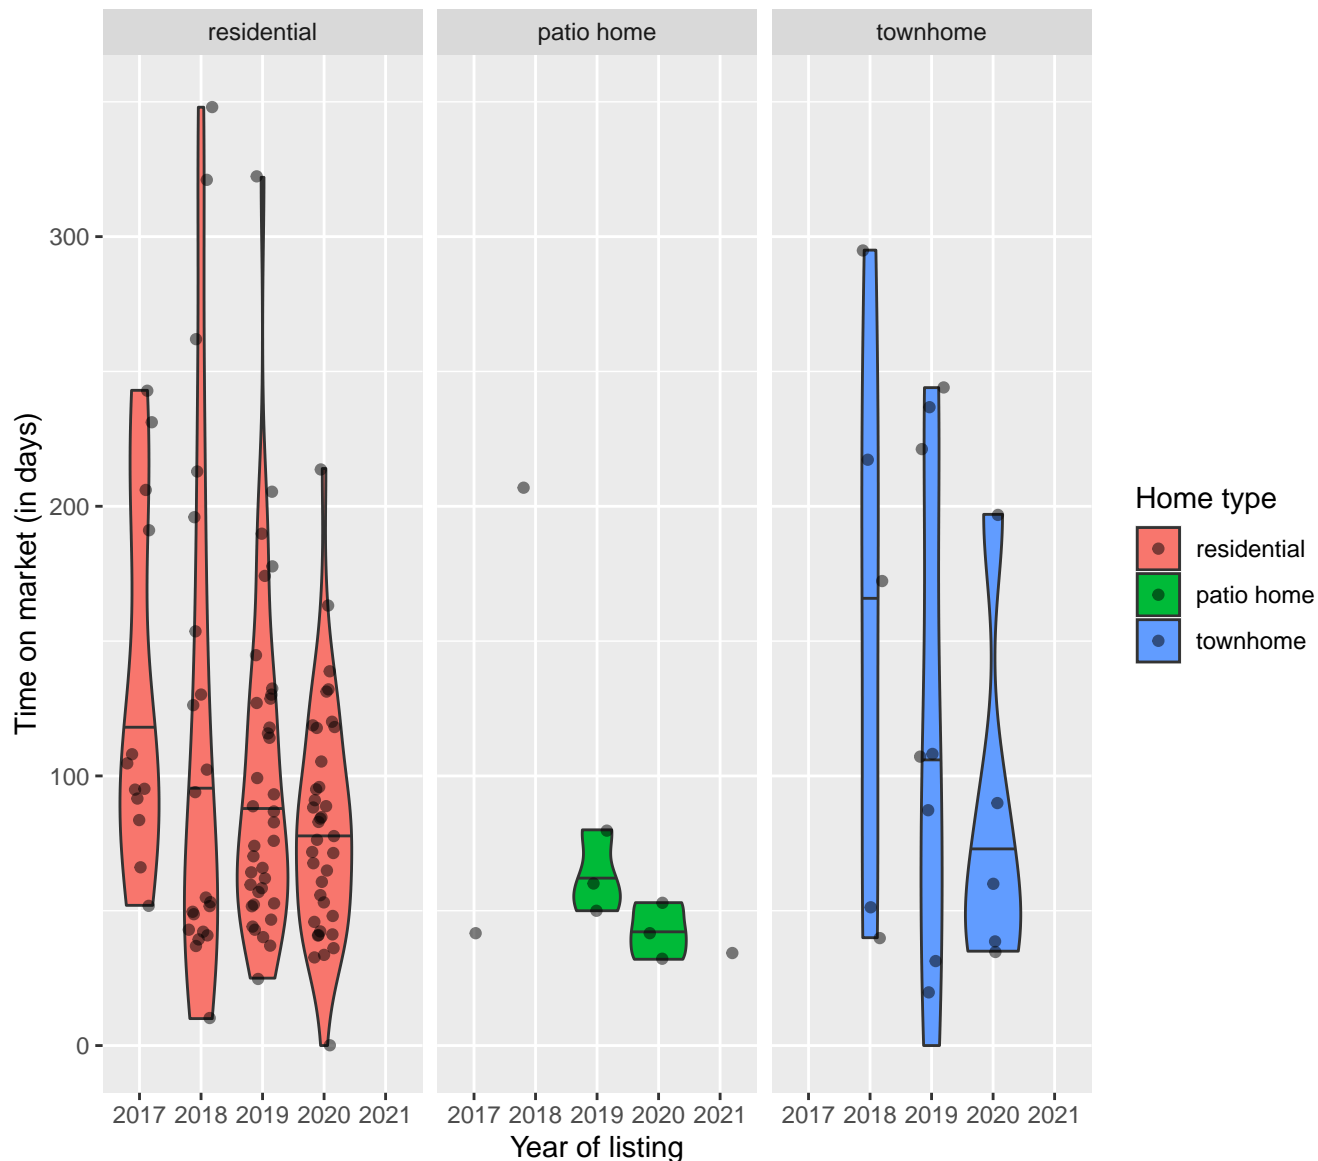 residential patio home townhome
Time on market (in days)
300
200
100
0
2017 2018 2019 2020 2021 2017 2018 2019 2020 2021 2017 2018 2019 2020 2021
Year of listing
Home type
residential
patio home
townhome